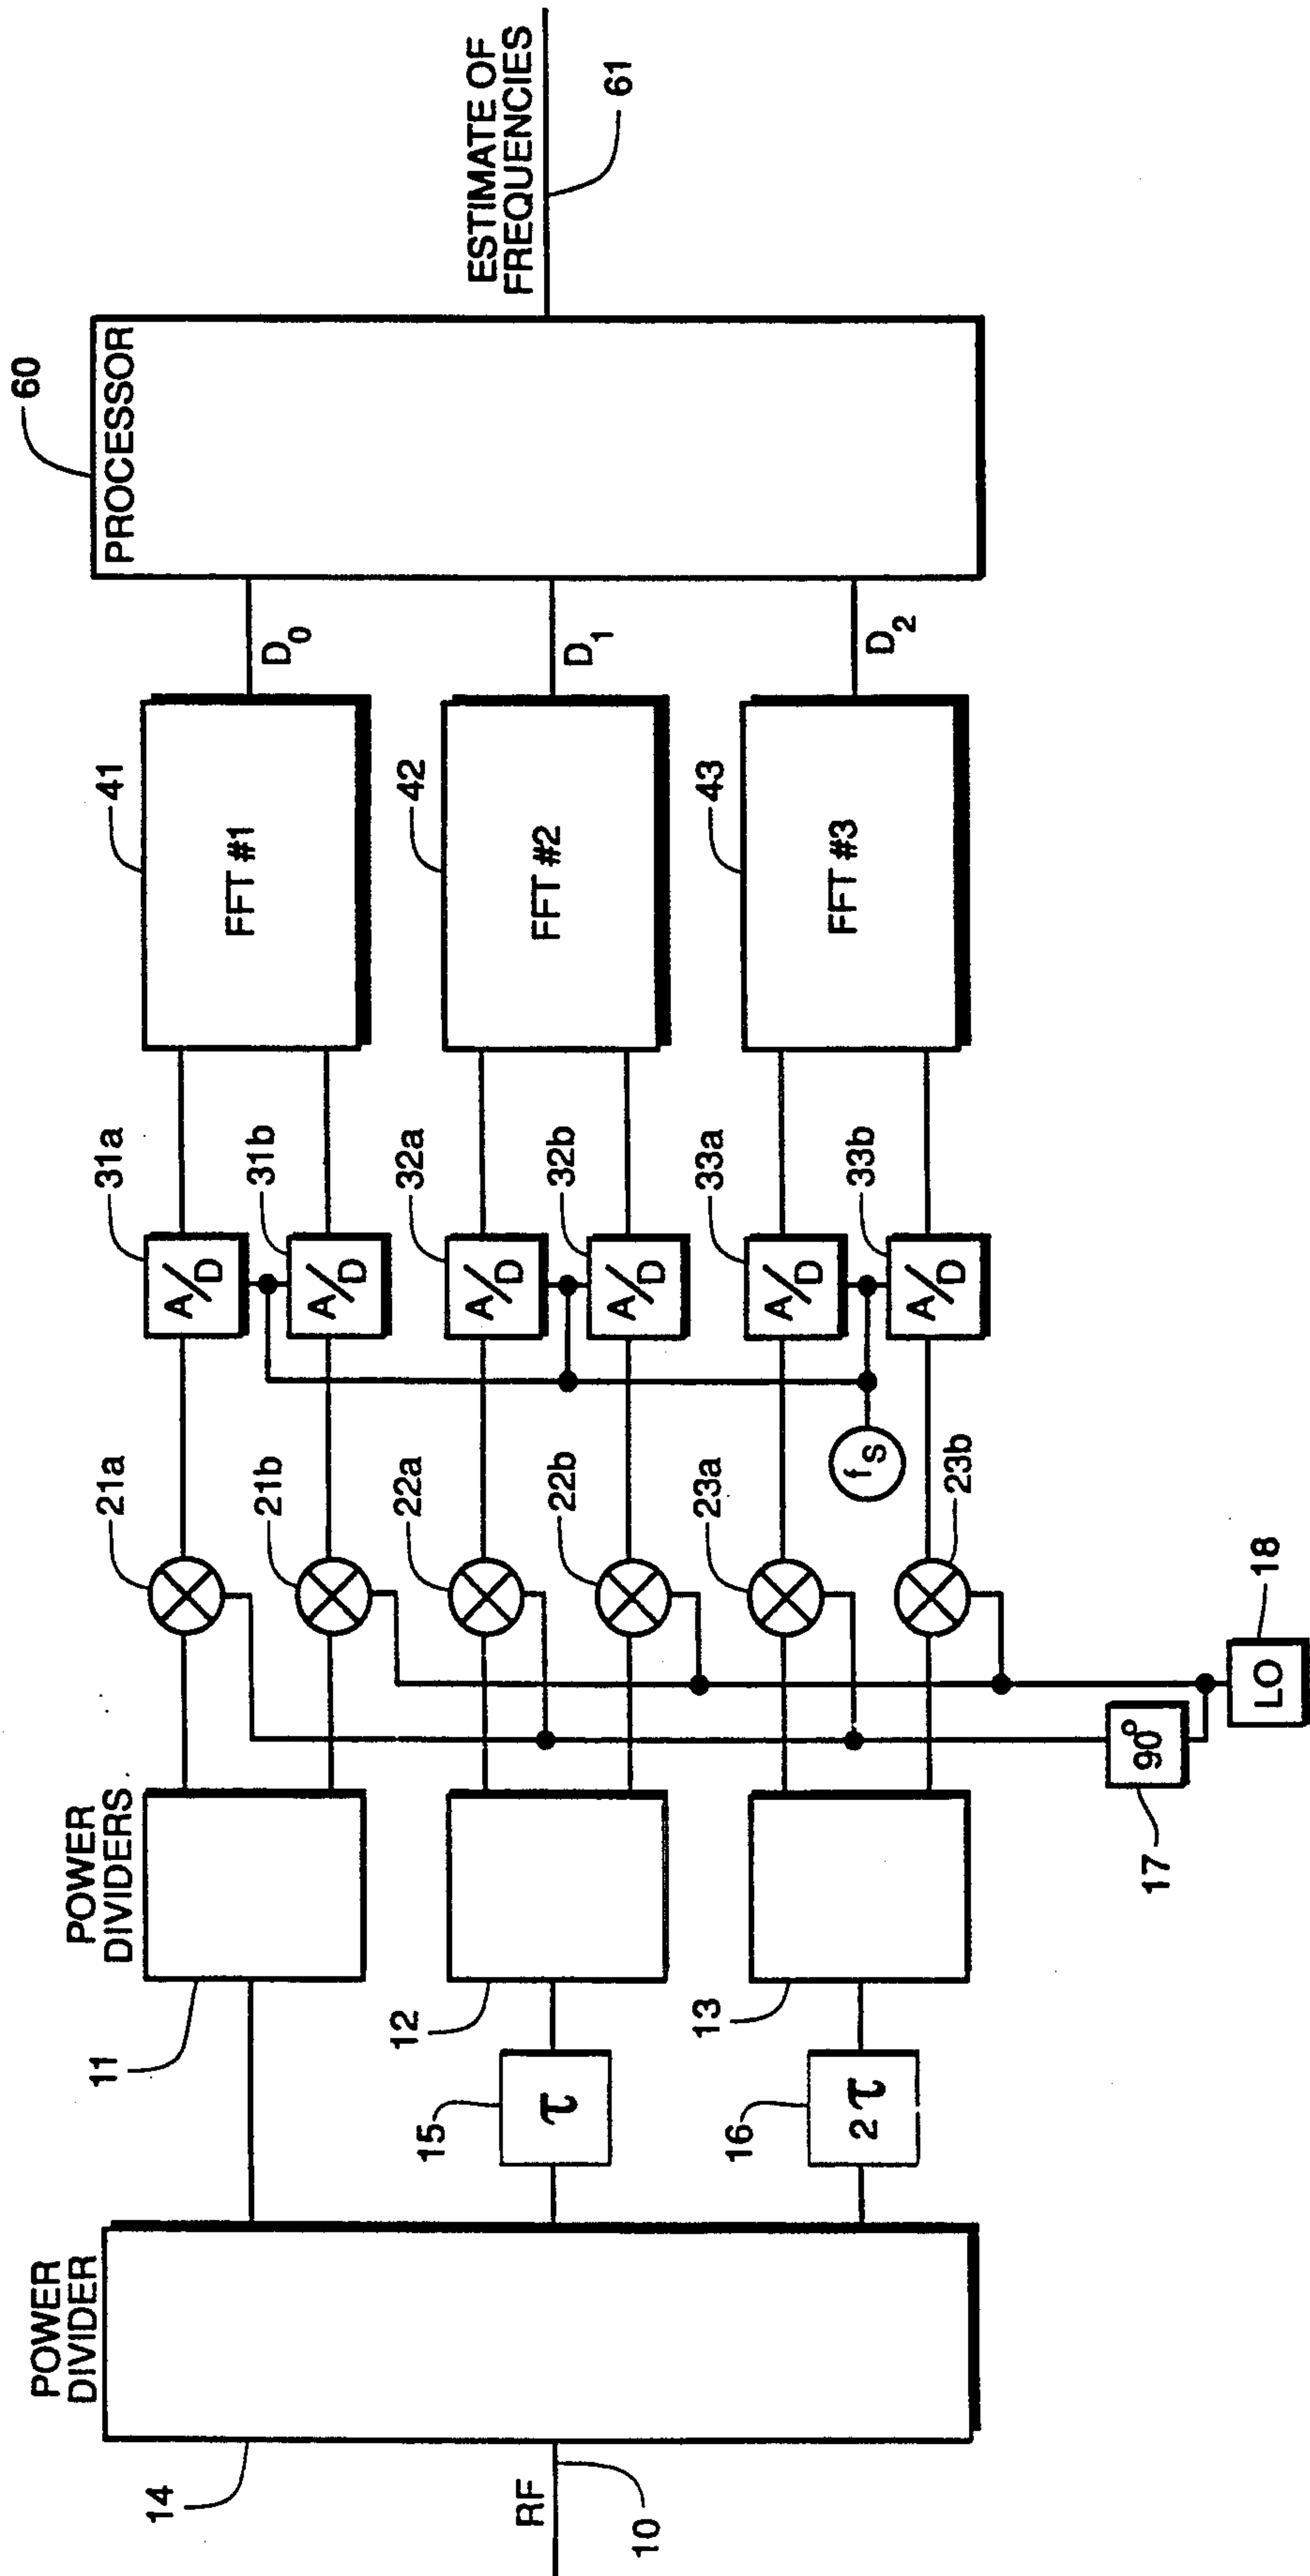 RF
10
14
POWER
DIVIDER
15
τ
16
2τ
11
12
13
POWER
DIVIDERS
17
90°
LO
18
21a
21b
22a
22b
23a
23b
fS
31a
A/D
31b
A/D
32a
A/D
32b
A/D
33a
A/D
33b
A/D
41
FFT #1
42
FFT #2
43
FFT #3
D0
D1
D2
60
PROCESSOR
ESTIMATE OF
FREQUENCIES
61